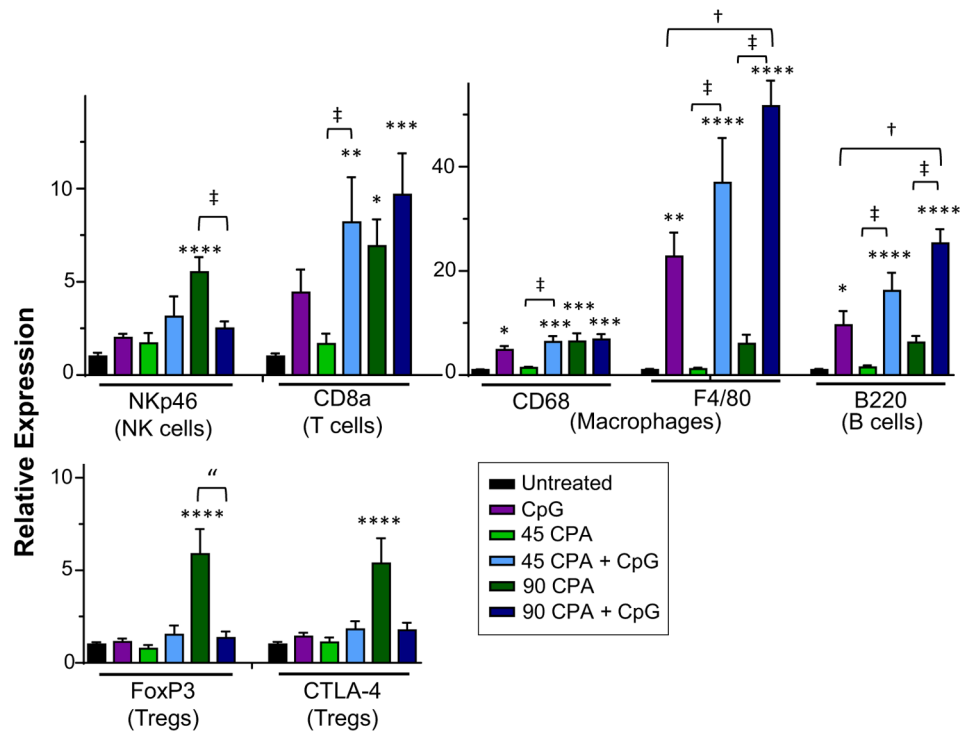 †
‡
****
‡
‡
***
****
**
†
10
‡
‡
40
****
*
**
‡
****
5
20
****
‡
***
*
*
***
***
0
0
NKp46
(NK cells)
CD8a
(T cells)
CD68
F4/80
(Macrophages)
B220
(B cells)
Relative Expression
10
“
****
****
5
0
FoxP3
(Tregs)
CTLA-4
(Tregs)
Untreated
CpG
45 CPA
45 CPA + CpG
90 CPA
90 CPA + CpG